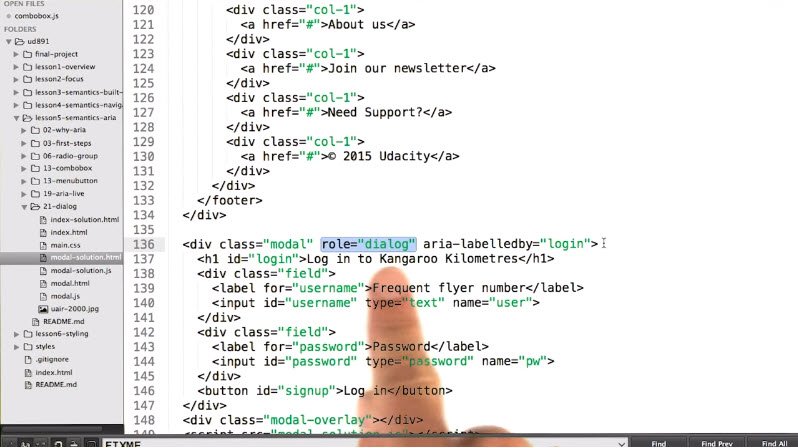 OPEN FILES
combobox.js
FOLDERS
ud891
final-project
lesson1-overview
lesson2-focus
lesson3-semantics-built-
lesson4-semantics-navig
lesson5-semantics-aria
02-why-aria
03-first-steps
06-radio-group
13-combobox
13-menubutton
19-aria-live
21-dialog
index-solution.html
index.html
main.css
modal-solution.html
modal-solution.js
modal.html
modal.js
uair-2000.jpg
README.md
lesson6-styling
styles
.gitignore
index.html
README.md
120 <div class="col-1">
121 <a href="#">About us</a>
122 </div>
123 <div class="col-1">
124 <a href="#">Join our newsletter</a>
125 </div>
126 <div class="col-1">
127 <a href="#">Need Support?</a>
128 </div>
129 <div class="col-1">
130 <a href="#">© 2015 Udacity</a>
131 </div>
132 </div>
133 </footer>
134 </div>
135
136 <div class="modal" role="dialog" aria-labelledby="login">
137 <h1 id="login">Log in to Kangaroo Kilometres</h1>
138 <div class="field">
139 <label for="username">Frequent flyer number</label>
140 <input id="username" type="text" name="user">
141 </div>
142 <div class="field">
143 <label for="password">Password</label>
144 <input id="password" type="password" name="pw">
145 </div>
146 <button id="signup">Log in</button>
147 </div>
148 <div class="modal-overlay"></div>
149 <script src="modal-solution.js"></script>
FIXME
Find
Find Prev
Find All